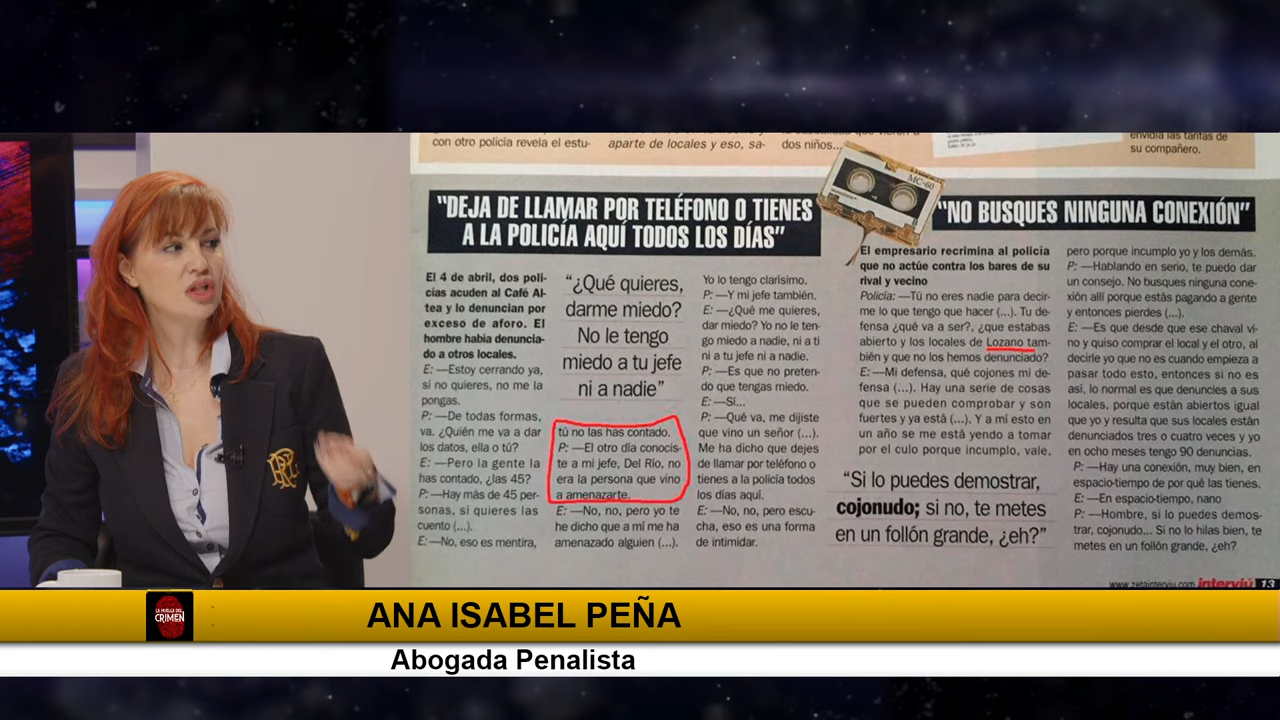 con otro policía revela el estu-
aparte de locales y eso, sa-
dos niños...
envidia las tarifas de
su compañero.
"DEJA DE LLAMAR POR TELÉFONO O TIENES
A LA POLICÍA AQUÍ TODOS LOS DÍAS"
El 4 de abril, dos poli-
cías acuden al Café Al-
tea y lo denuncian por
exceso de aforo. El
hombre había denuncia-
do a otros locales.
E: —Estoy cerrando ya,
si no quieres, no me la
pongas.
P: —De todas formas,
va. ¿Quién me va a dar
los datos, ella o tú?
E: —Pero la gente la
has contado, ¿las 45?
P: —Hay más de 45 per-
sonas, si quieres las
cuento (...).
E: —No, eso es mentira,
"¿Qué quieres,
darme miedo?
No le tengo
miedo a tu jefe
ni a nadie"
tú no las has contado.
P: —El otro día conocis-
te a mi jefe, Del Río, no
era la persona que vino
a amenazarte.
E: —No, no, pero yo te
he dicho que a mí me ha
amenazado alguien (...).
Yo lo tengo clarísimo.
P: —Y mi jefe también.
E: —¿Qué me quieres,
dar miedo? Yo no le ten-
go miedo a nadie, ni a ti
ni a tu jefe ni a nadie.
P: —Es que no preten-
do que tengas miedo.
E: —Sí...
P: —Qué va, me dijiste
que vino un señor (...).
Me ha dicho que dejes
de llamar por teléfono o
tienes a la policía todos
los días aquí.
E: —No, no, pero escu-
cha, eso es una forma
de intimidar.
MC-60
"NO BUSQUES NINGUNA CONEXIÓN"
El empresario recrimina al policía
que no actúe contra los bares de su
rival y vecino
Policía: —Tú no eres nadie para decir-
me lo que tengo que hacer (...). Tu de-
fensa ¿qué va a ser?, ¿que estabas
abierto y los locales de Lozano tam-
bién y que no los hemos denunciado?
E: —Mi defensa, qué cojones mi de-
fensa (...). Hay una serie de cosas
que se pueden comprobar y son
fuertes y ya está (...). Y a mí esto en
un año se me está yendo a tomar
por el culo porque incumplo, vale,
"Si lo puedes demostrar,
cojonudo; si no, te metes
en un follón grande, ¿eh?"
pero porque incumplo yo y los demás.
P: —Hablando en serio, te puedo dar
un consejo. No busques ninguna cone-
xión allí porque estás pagando a gente
y entonces pierdes (...).
E: —Es que desde que ese chaval vi-
no y quiso comprar el local y el otro, al
decirle yo que no es cuando empieza a
pasar todo esto, entonces si no es
así, lo normal es que denuncies a sus
locales, porque están abiertos igual
que yo y resulta que sus locales están
denunciados tres o cuatro veces y yo
en ocho meses tengo 90 denuncias.
P: —Hay una conexión, muy bien, en
espacio-tiempo de por qué las tienes.
E: —En espacio-tiempo, nano
P: —Hombre, si lo puedes demos-
trar, cojonudo... Si no lo hilas bien, te
metes en un follón grande, ¿eh?
www.zetainterviu.com interviú 13
LA HUELLA DEL
CRIMEN
ANA ISABEL PEÑA
Abogada Penalista